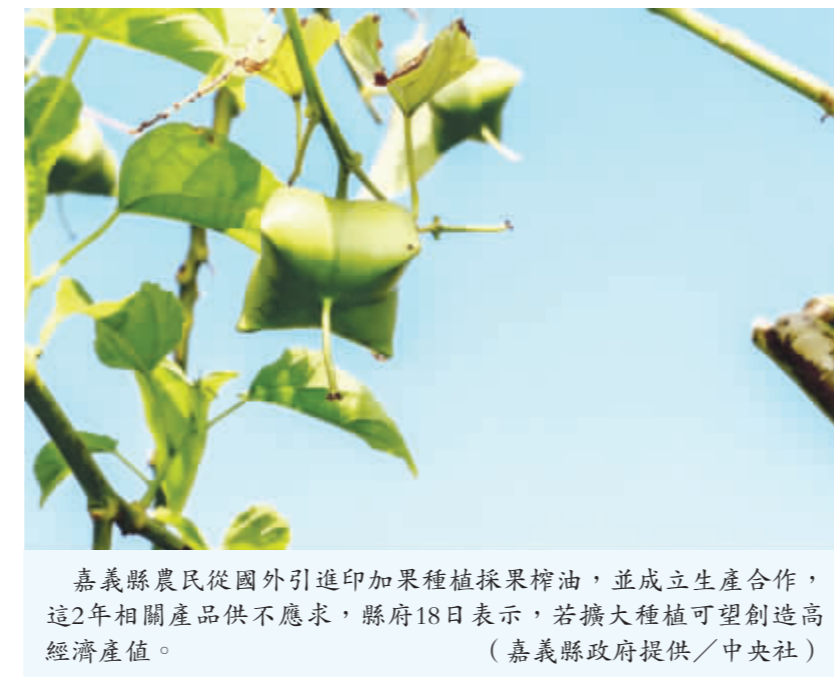 嘉義縣農民從國外引進印加果種植採果榨油，並成立生產合作，
這2年相關產品供不應求，縣府18日表示，若擴大種植可望創造高
經濟產值。（嘉義縣政府提供／中央社）